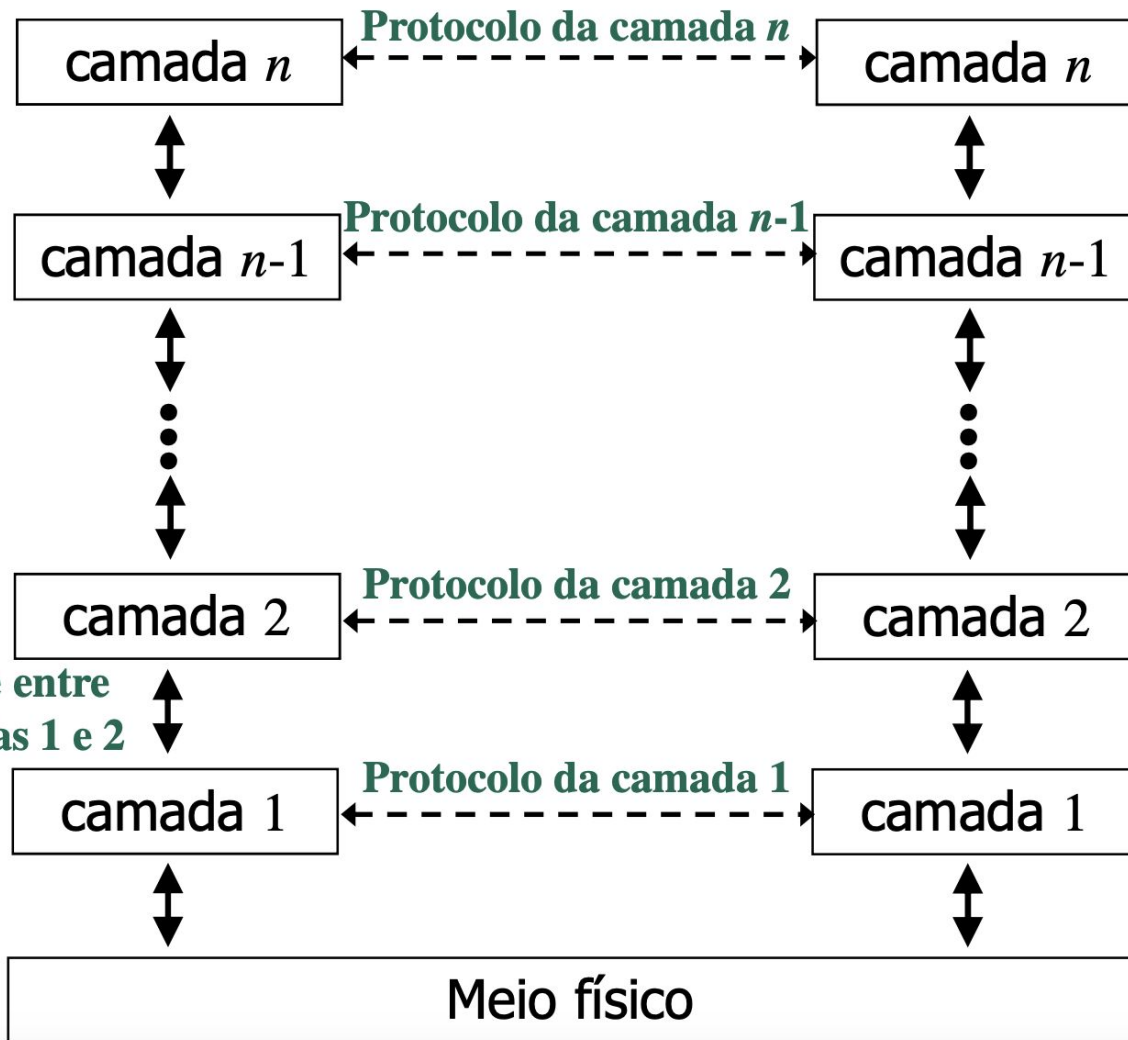 Protocolo da camada n
camada n
camada n
Protocolo da camada n-1
camada n-1
camada n-1
Protocolo da camada 2
camada 2
camada 2
entre
1 e 2
Protocolo da camada 1
camada 1
camada 1
Meio físico